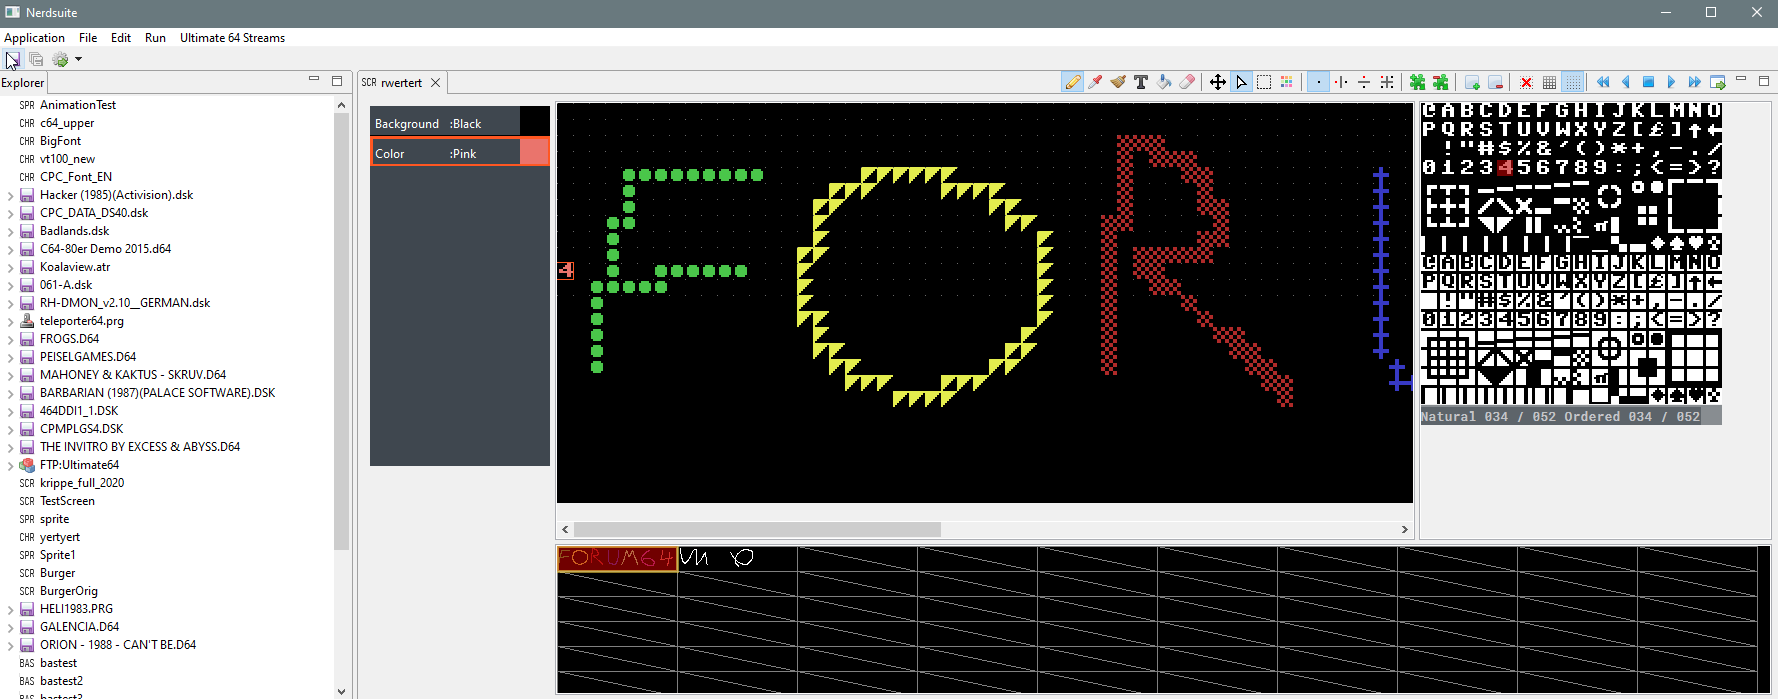 Nerdsuite
Application File Edit Run Ultimate 64 Streams
Explorer
SCR rwertert
SPR AnimationTest
CHR c64_upper
CHR BigFont
CHR vt100_new
CHR CPC_Font_EN
Hacker (1985)(Activision).dsk
CPC_DATA_DS40.dsk
Badlands.dsk
C64-80er Demo 2015.d64
Koalaview.atr
061-A.dsk
RH-DMON_v2.10__GERMAN.dsk
teleporter64.prg
FROGS.D64
PEISELGAMES.D64
MAHONEY & KAKTUS - SKRUV.D64
BARBARIAN (1987)(PALACE SOFTWARE).DSK
464DDI1_1.DSK
CPMPLGS4.DSK
THE INVITRO BY EXCESS & ABYSS.D64
FTP:Ultimate64
SCR krippe_full_2020
SCR TestScreen
SPR sprite
CHR yertyert
SPR Sprite1
SCR Burger
SCR BurgerOrig
HELI1983.PRG
GALENCIA.D64
ORION - 1988 - CAN'T BE.D64
BAS bastest
BAS bastest2
BAS bastest3
Background :Black
Color :Pink
4
FOR
@ABCDEFGHIJKLMNO
PQRSTUVWXYZ[£]↑←
!"#$%&'()*+,-./
0123456789:;<=>?
@ABCDEFGHIJKLMNO
PQRSTUVWXYZ[£]↑←
!"#$%&'()*+,-./
0123456789:;<=>?
Natural 034 / 052 Ordered 034 / 052
FORUM64